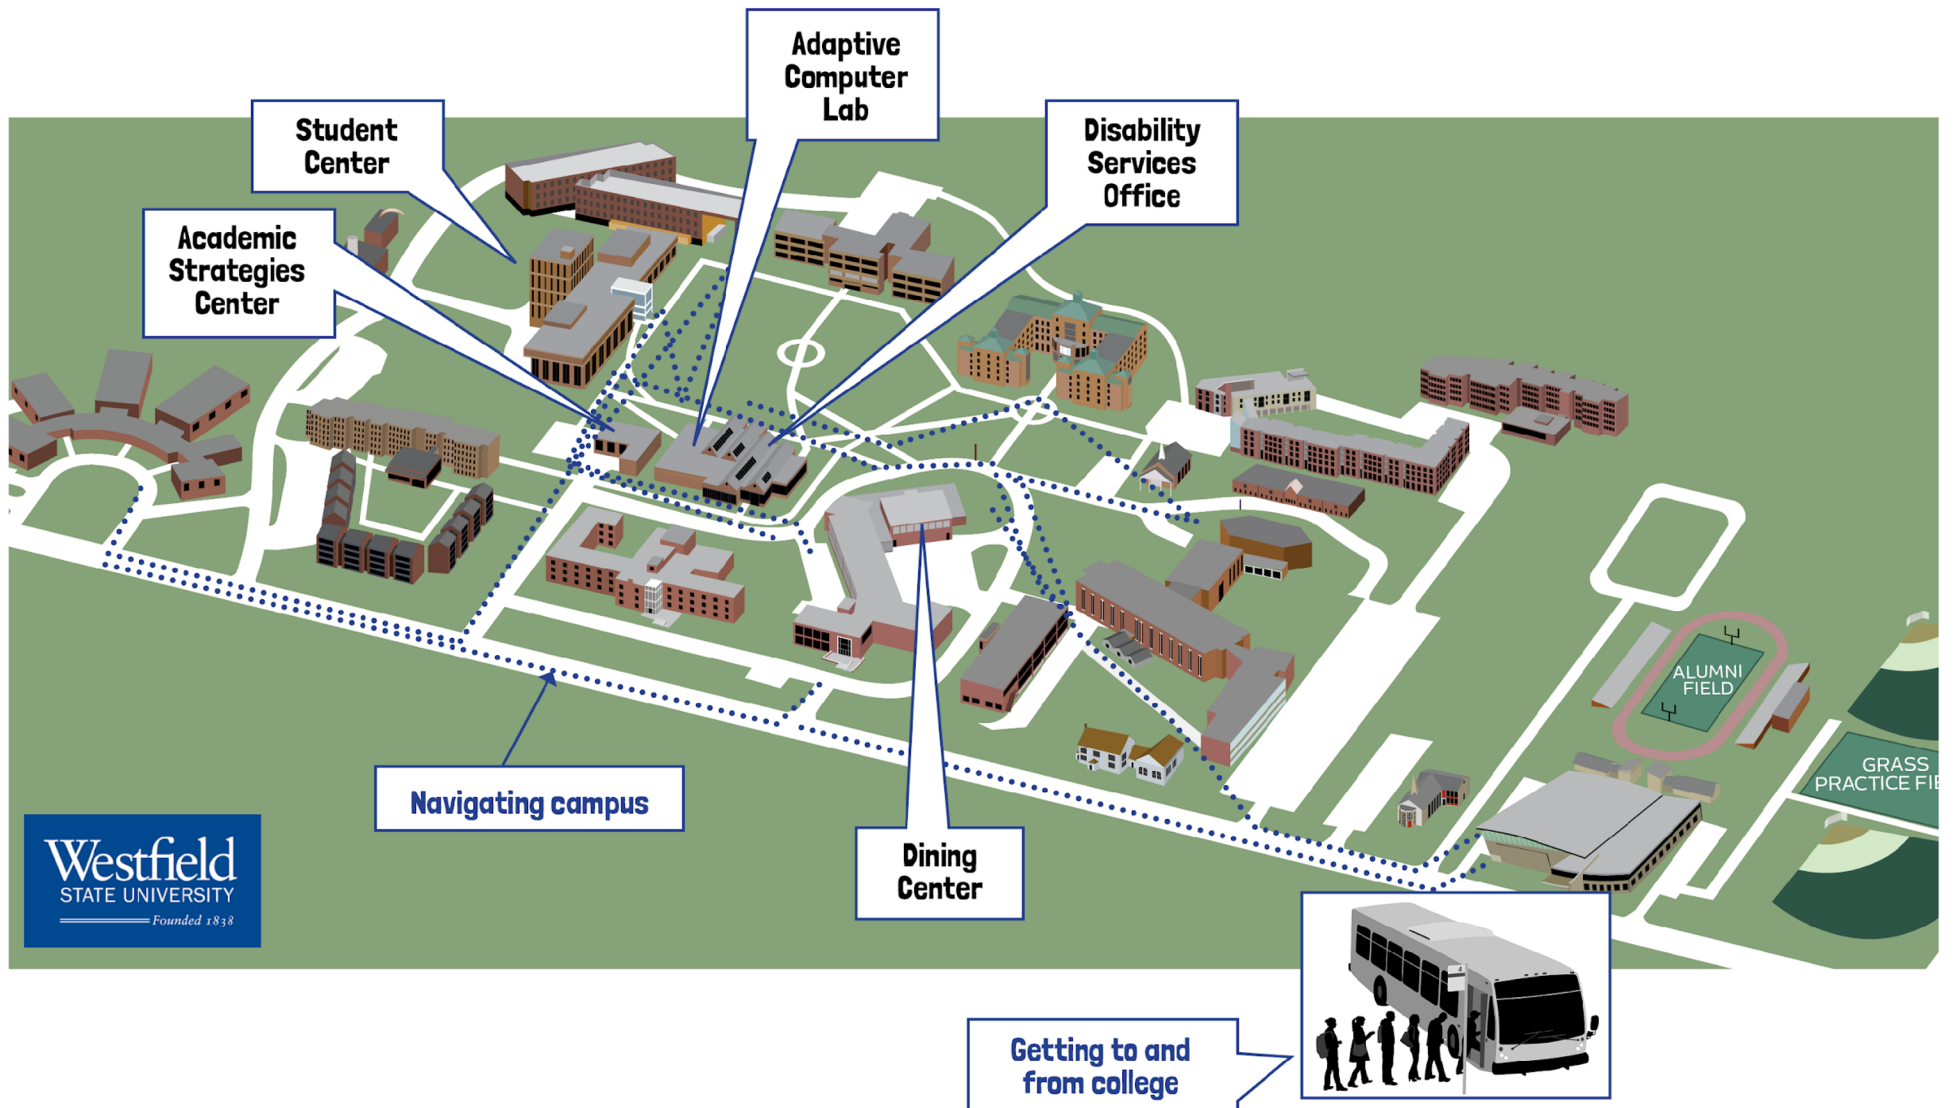 Adaptive
Computer
Lab
Student
Center
Disability
Services
Office
Academic
Strategies
Center
ALUMNI
FIELD
GRASS
PRACTICE FIE
Navigating campus
Westfield
STATE UNIVERSITY
Founded 1838
Dining
Center
Getting to and
from college